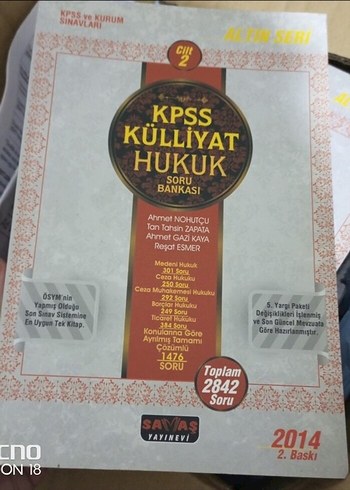 KPSS ve KURUM
SINAVLARI
ALTIN SERİ
Cilt
2
KPSS
KÜLLİYAT
HUKUK
SORU
BANKASI
Ahmet NOHUTÇU
Tan Tahsin ZAPATA
Ahmet GAZİ KAYA
Reşat ESMER
Medeni Hukuk
301 Soru
Ceza Hukuku
250 Soru
Ceza Muhakemesi Hukuku
292 Soru
Borçlar Hukuku
249 Soru
Ticaret Hukuku
384 Soru
Konularına Göre
Ayrılmış Tamamı
Çözümlü
1476
SORU
ÖSYM'nin
Yapmış Olduğu
Son Sınav Sistemine
En Uygun Tek Kitap.
5. Yargı Paketi
Değişiklikleri İşlenmiş
ve Son Güncel Mevzuata
Göre Hazırlanmıştır.
Toplam
2842
Soru
SAVAŞ
YAYINEVİ
2014
2. Baskı
CNO
ON 18